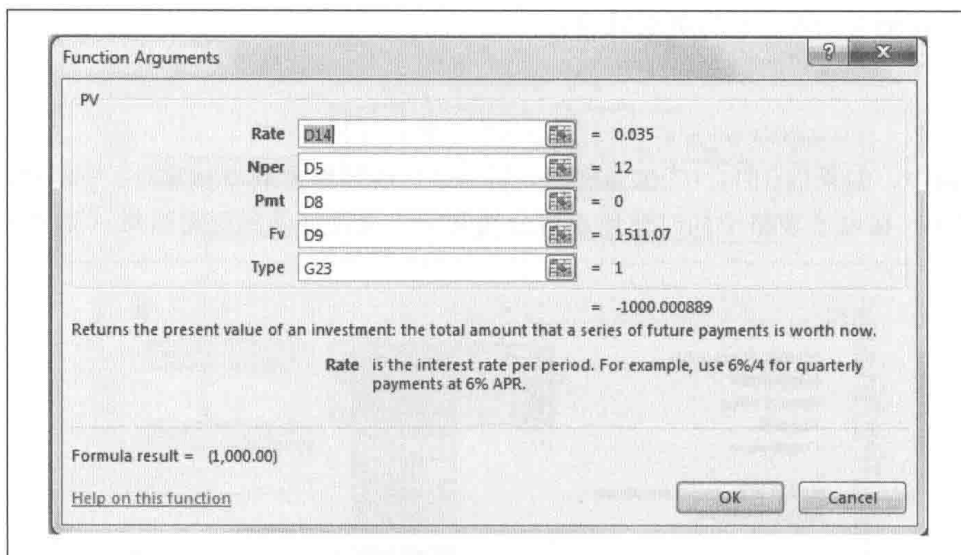 Function Arguments
PV
Rate D14 = 0.035
Nper D5 = 12
Pmt D8 = 0
Fv D9 = 1511.07
Type G23 = 1
= -1000.000889
Returns the present value of an investment: the total amount that a series of future payments is worth now.
Rate is the interest rate per period. For example, use 6%/4 for quarterly
payments at 6% APR.
Formula result = (1,000.00)
Help on this function
OK Cancel